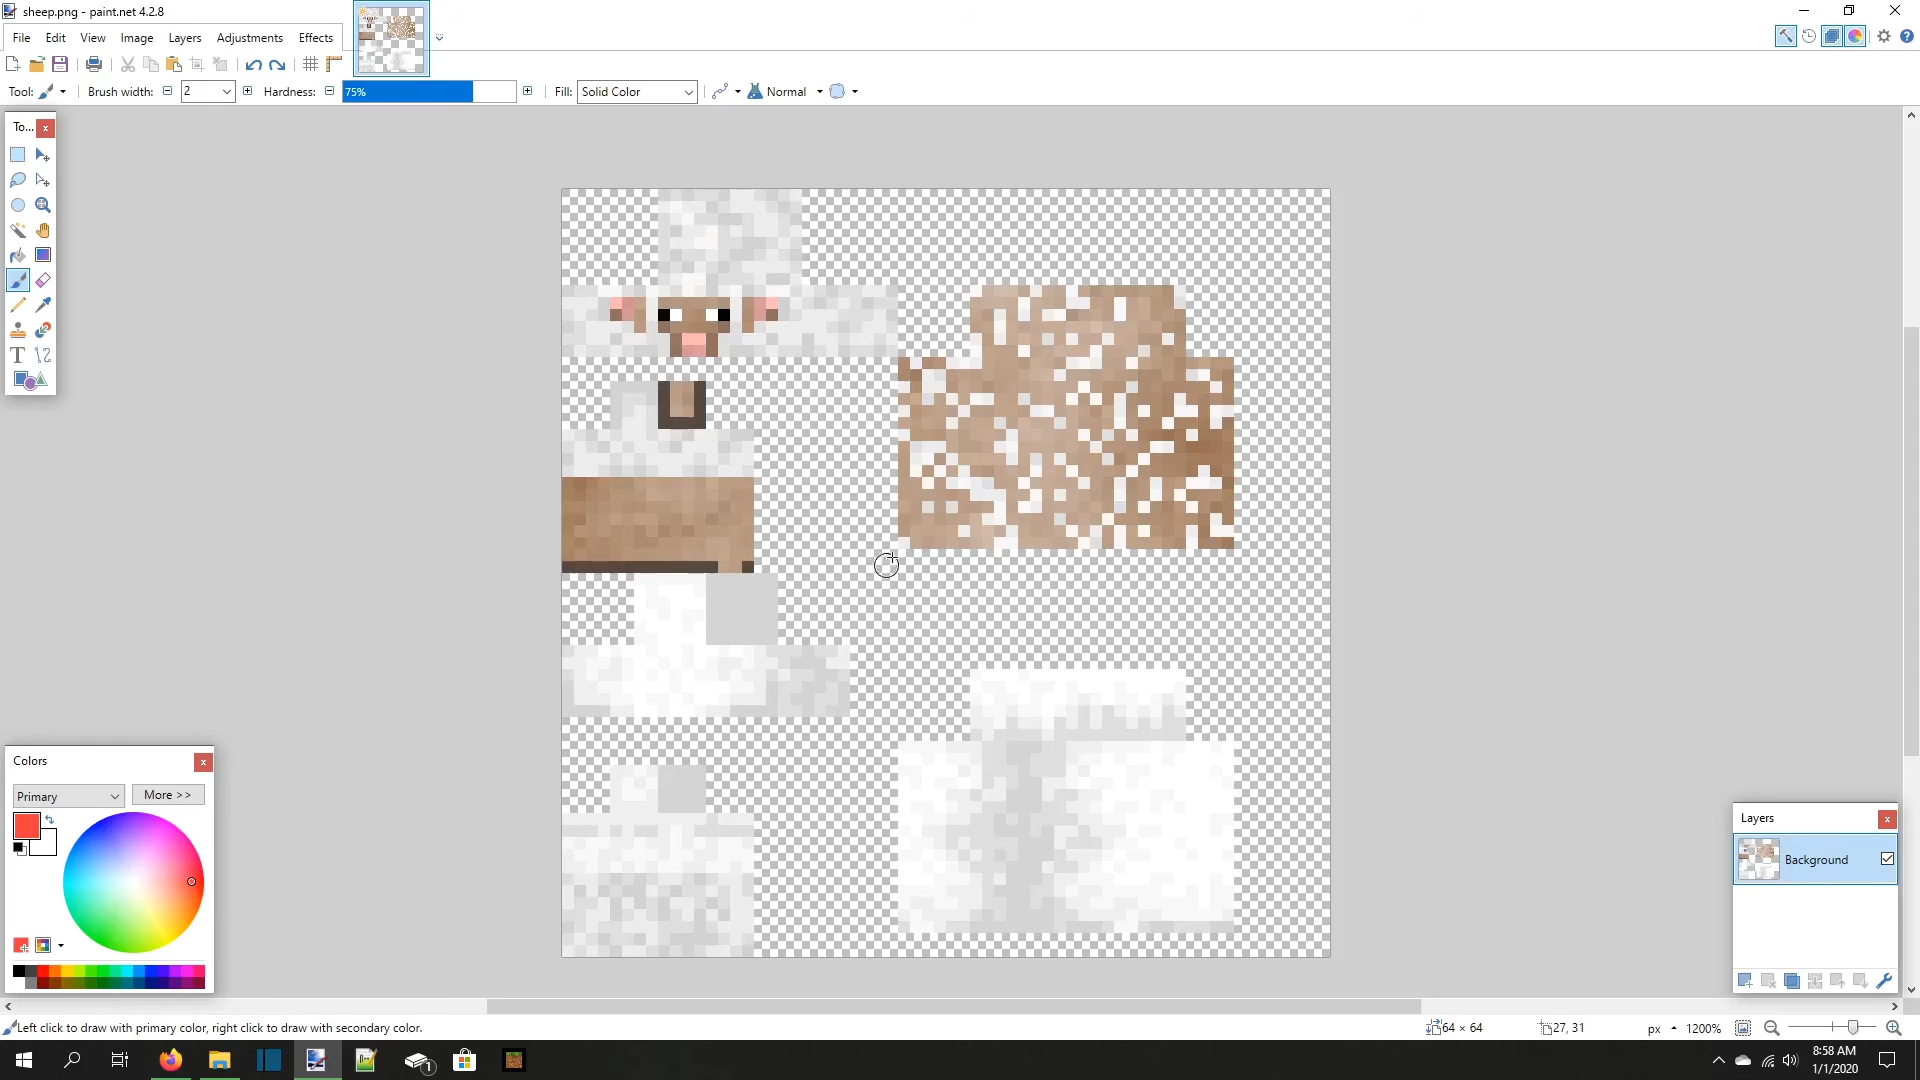 sheep.png - paint.net 4.2.8
File Edit View Image Layers Adjustments Effects
Tool: Brush width: 2 Hardness: 75% Fill: Solid Color Normal
To...
Colors
Primary More >>
Layers
Background
Left click to draw with primary color, right click to draw with secondary color.
64 × 64 27, 31 px 1200%
1
8:58 AM
1/1/2020